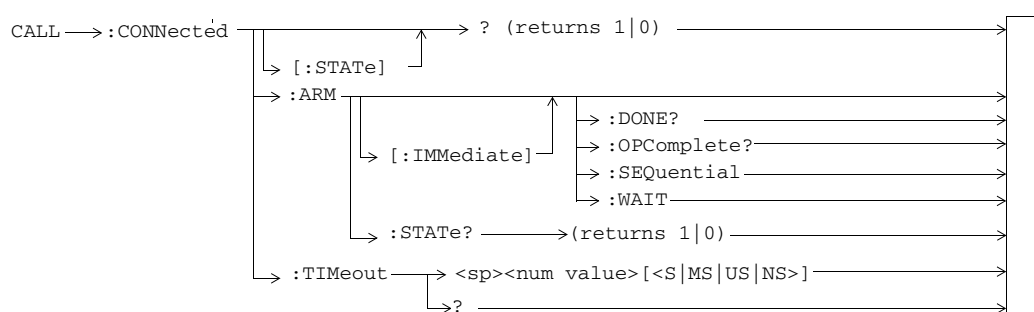 CALL :CONNected ? (returns 1|0)
[:STATe]
:ARM
:DONE?
:OPComplete?
[:IMMediate]
:SEQuential
:WAIT
:STATe? (returns 1|0)
:TIMeout <sp><num value>[<S|MS|US|NS>]
?